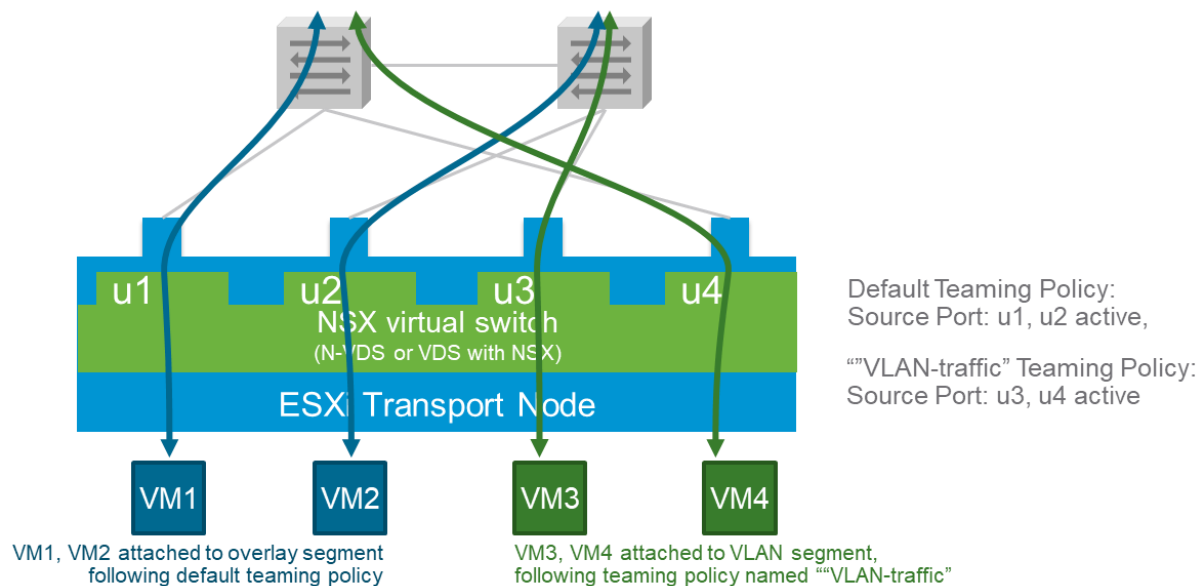 u1
u2
u3
u4
NSX virtual switch
(N-VDS or VDS with NSX)
ESXi Transport Node
Default Teaming Policy:
Source Port: u1, u2 active,
“”VLAN-traffic” Teaming Policy:
Source Port: u3, u4 active
VM1
VM2
VM3
VM4
VM1, VM2 attached to overlay segment
following default teaming policy
VM3, VM4 attached to VLAN segment,
following teaming policy named ““VLAN-traffic”